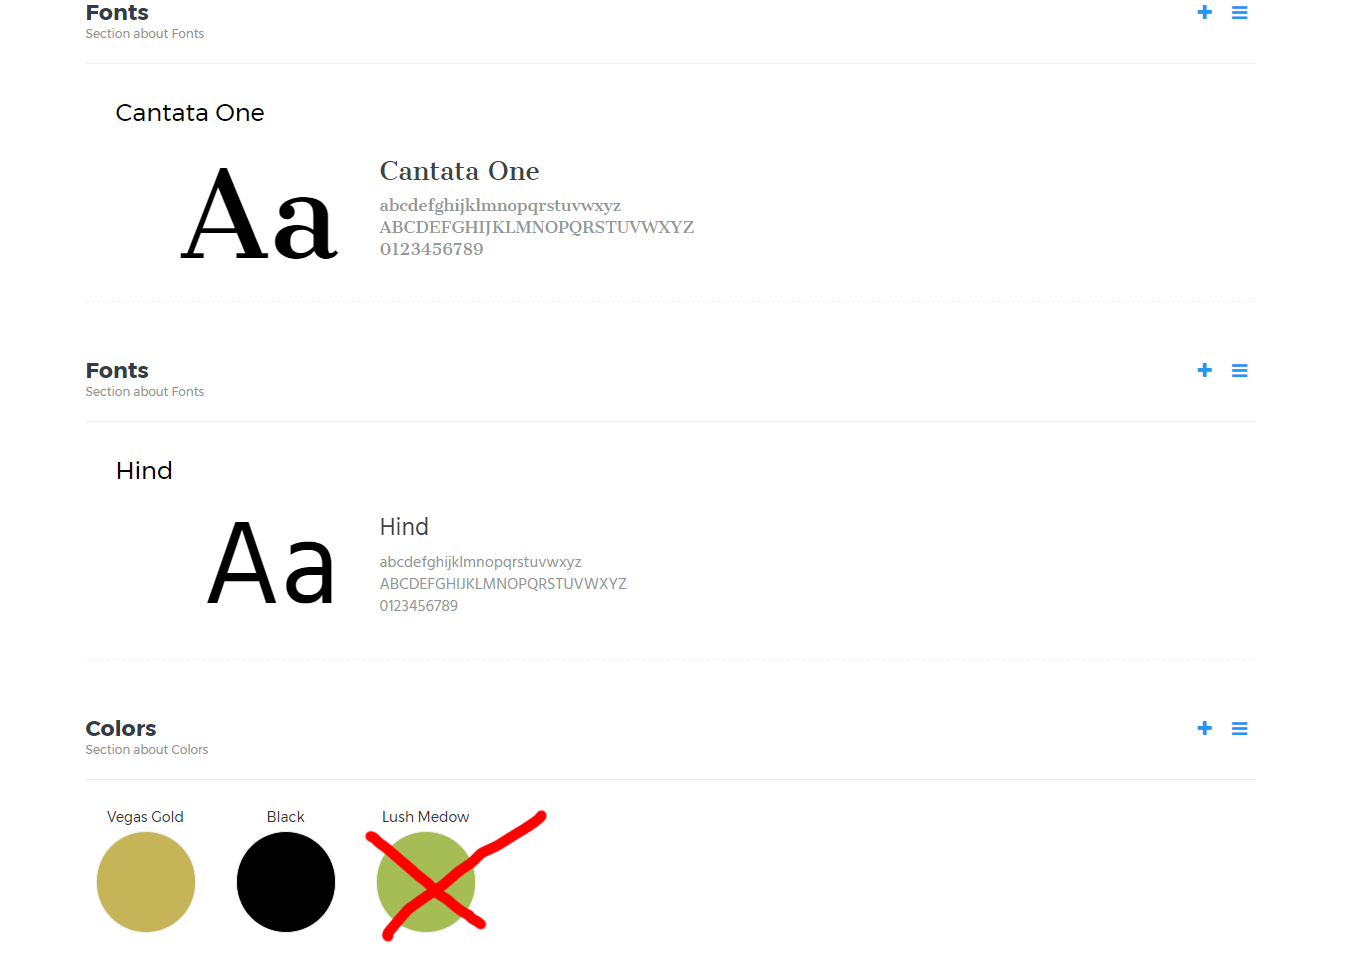 Fonts
Section about Fonts
Cantata One
Aa
Cantata One
abcdefghijklmnopqrstuvwxyz
ABCDEFGHIJKLMNOPQRSTUVWXYZ
0123456789
Fonts
Section about Fonts
Hind
Aa
Hind
abcdefghijklmnopqrstuvwxyz
ABCDEFGHIJKLMNOPQRSTUVWXYZ
0123456789
Colors
Section about Colors
Vegas Gold Black Lush Medow